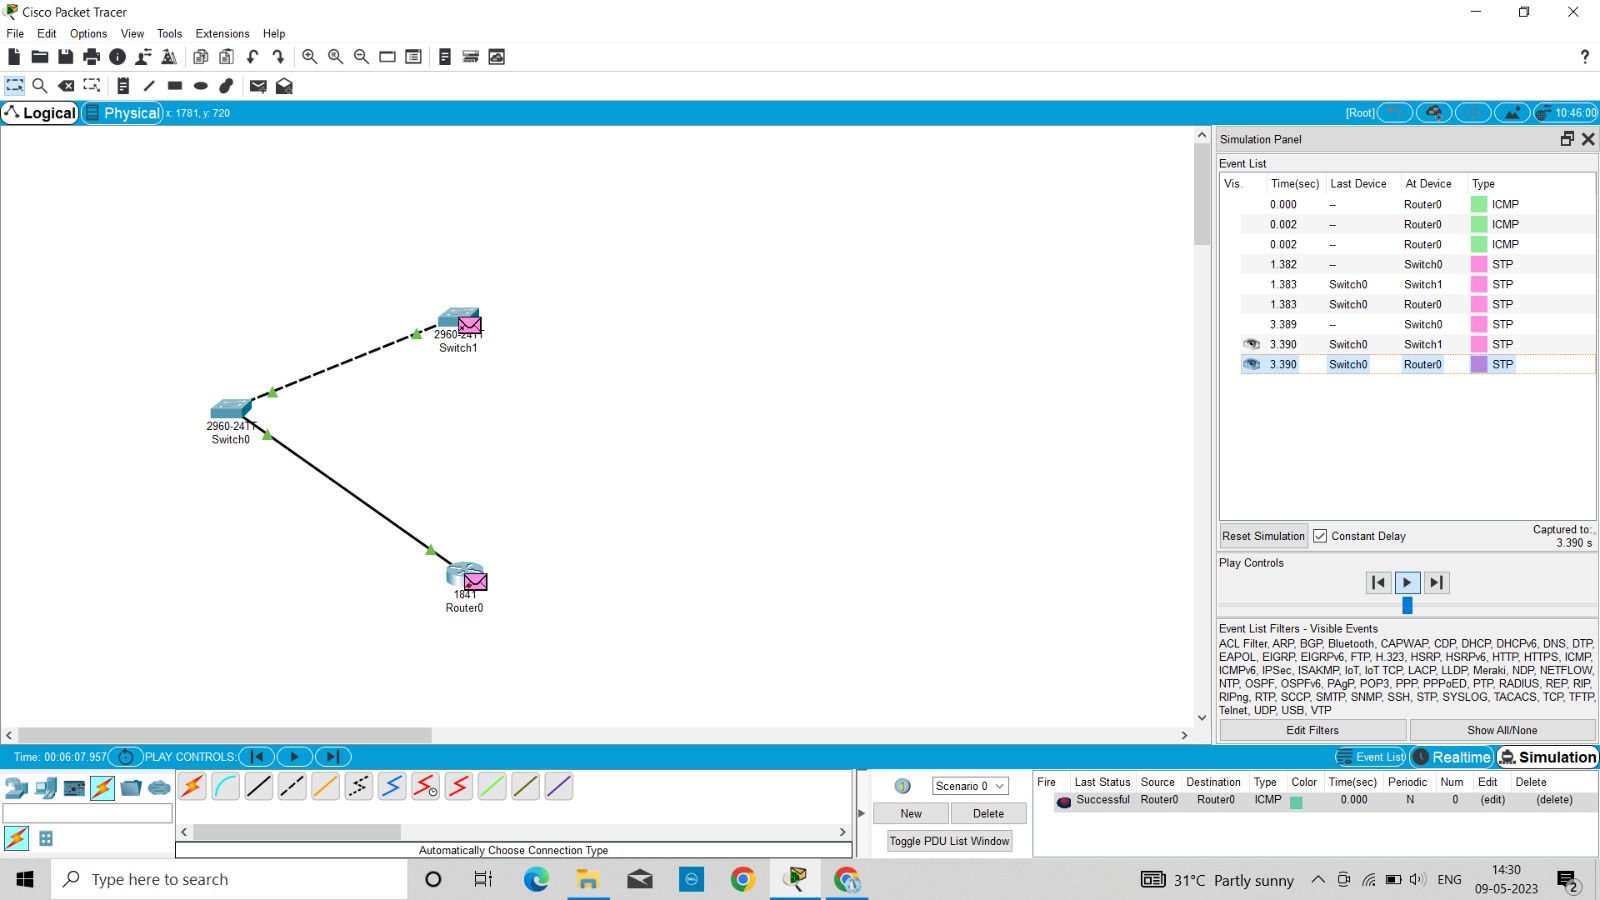 Cisco Packet Tracer
File Edit Options View Tools Extensions Help
?
Logical Physical x: 1781, y: 720 [Root] 10:46:00
Simulation Panel
Event List
Vis. Time(sec) Last Device At Device Type
0.000 -- Router0 ICMP
0.002 -- Router0 ICMP
0.002 -- Router0 ICMP
1.382 -- Switch0 STP
1.383 Switch0 Switch1 STP
1.383 Switch0 Router0 STP
3.389 -- Switch0 STP
3.390 Switch0 Switch1 STP
3.390 Switch0 Router0 STP
2960-24TT
Switch1
2960-24TT
Switch0
1841
Router0
Reset Simulation Constant Delay Captured to:
3.390 s
Play Controls
Event List Filters - Visible Events
ACL Filter, ARP, BGP, Bluetooth, CAPWAP, CDP, DHCP, DHCPv6, DNS, DTP,
EAPOL, EIGRP, EIGRPv6, FTP, H.323, HSRP, HSRPv6, HTTP, HTTPS, ICMP,
ICMPv6, IPSec, ISAKMP, IoT, IoT TCP, LACP, LLDP, Meraki, NDP, NETFLOW,
NTP, OSPF, OSPFv6, PAgP, POP3, PPP, PPPoED, PTP, RADIUS, REP, RIP,
RIPng, RTP, SCCP, SMTP, SNMP, SSH, STP, SYSLOG, TACACS, TCP, TFTP,
Telnet, UDP, USB, VTP
Edit Filters Show All/None
Time: 00:06:07.957 PLAY CONTROLS: Event List Realtime Simulation
Scenario 0
New Delete
Toggle PDU List Window
Fire Last Status Source Destination Type Color Time(sec) Periodic Num Edit Delete
Successful Router0 Router0 ICMP 0.000 N 0 (edit) (delete)
Automatically Choose Connection Type
Type here to search
31°C Partly sunny
ENG
14:30
09-05-2023
2